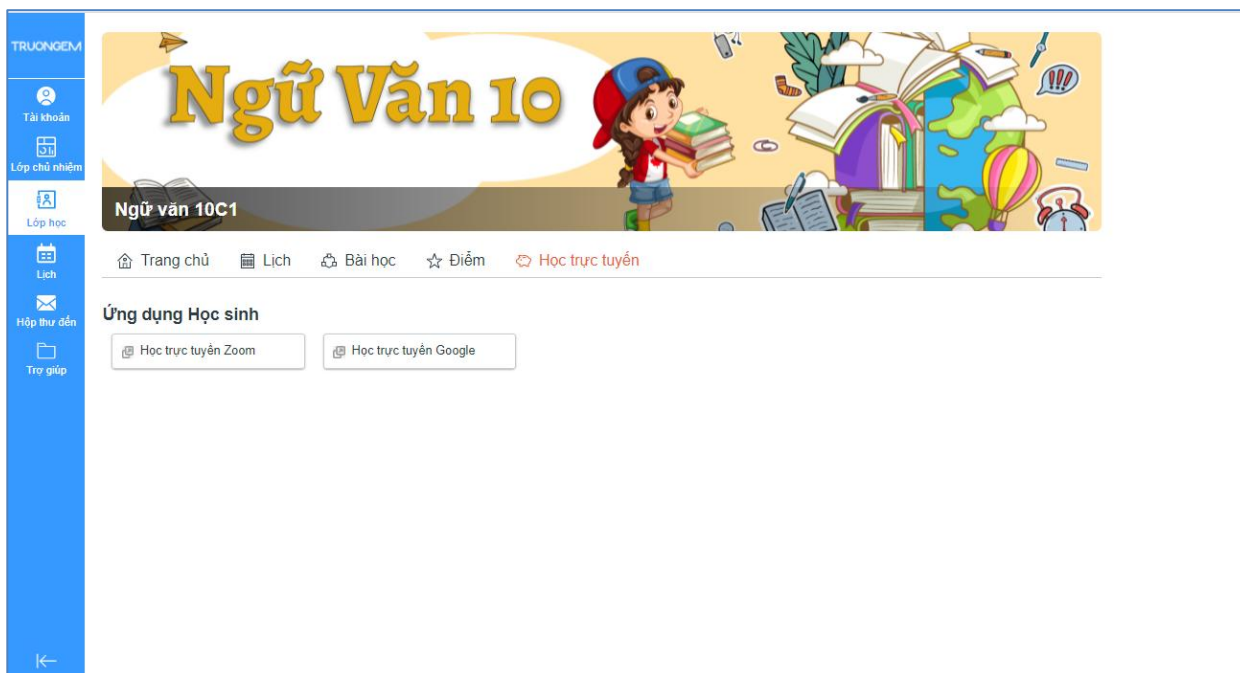 TRUONGEM
Tài khoản
Lớp chủ nhiệm
Lớp học
Lịch
Hộp thư đến
Trợ giúp
Ngữ Văn 10
Ngữ văn 10C1
Trang chủ Lịch Bài học Điểm Học trực tuyến
Ứng dụng Học sinh
Học trực tuyến Zoom Học trực tuyến Google